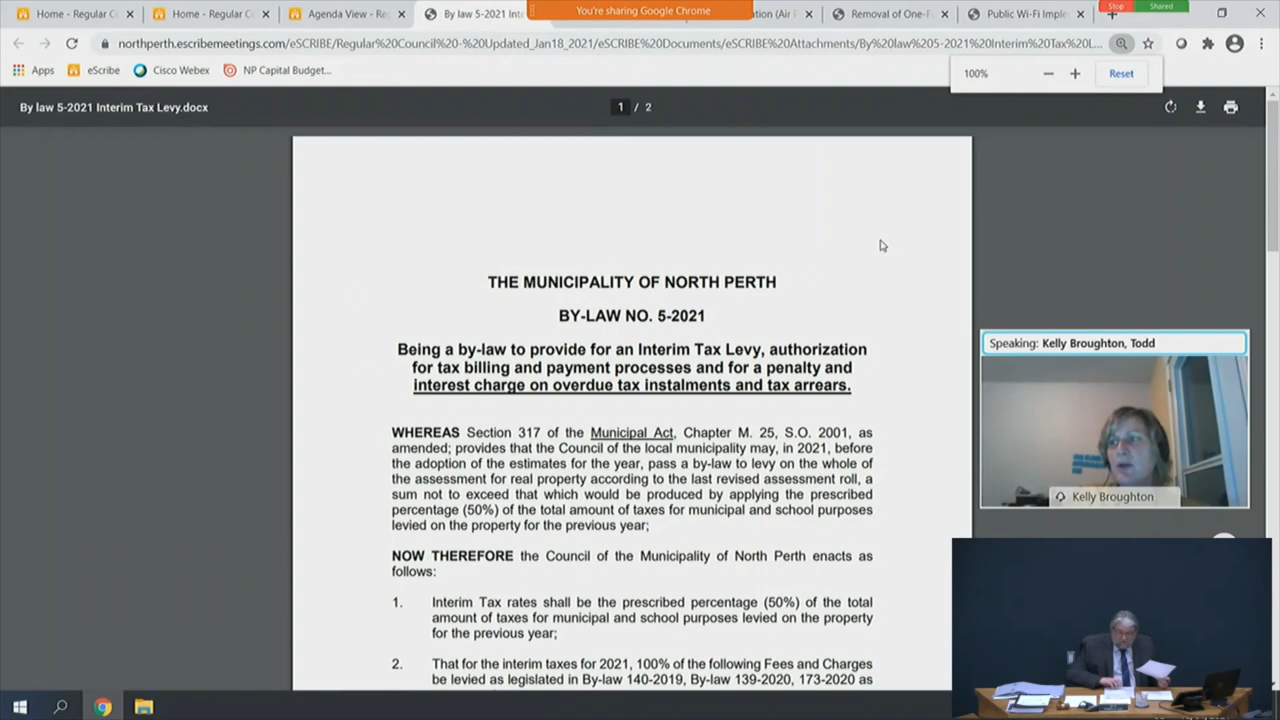 Home - Regular C
Home - Regular C
Agenda View - Re
By law 5-2021 Int
You're sharing Google Chrome
Removal of One-F
Public Wi-Fi Imple
Stop
Shared
northperth.escribemeetings.com/eSCRIBE/Regular%20Council%20-%20Updated_Jan18_2021/eSCRIBE%20Documents/eSCRIBE%20Attachments/By%20law%205-2021%20Interim%20Tax%20L...
Apps
eScribe
Cisco Webex
NP Capital Budget...
100%
Reset
By law 5-2021 Interim Tax Levy.docx
1 / 2
THE MUNICIPALITY OF NORTH PERTH
BY-LAW NO. 5-2021
Being a by-law to provide for an Interim Tax Levy, authorization
for tax billing and payment processes and for a penalty and
interest charge on overdue tax instalments and tax arrears.
WHEREAS Section 317 of the Municipal Act, Chapter M. 25, S.O. 2001, as
amended; provides that the Council of the local municipality may, in 2021, before
the adoption of the estimates for the year, pass a by-law to levy on the whole of
the assessment for real property according to the last revised assessment roll, a
sum not to exceed that which would be produced by applying the prescribed
percentage (50%) of the total amount of taxes for municipal and school purposes
levied on the property for the previous year;
NOW THEREFORE the Council of the Municipality of North Perth enacts as
follows:
1. Interim Tax rates shall be the prescribed percentage (50%) of the total
amount of taxes for municipal and school purposes levied on the property
for the previous year;
2. That for the interim taxes for 2021, 100% of the following Fees and Charges
be levied as legislated in By-law 140-2019, By-law 139-2020, 173-2020 as
Speaking: Kelly Broughton, Todd
Kelly Broughton